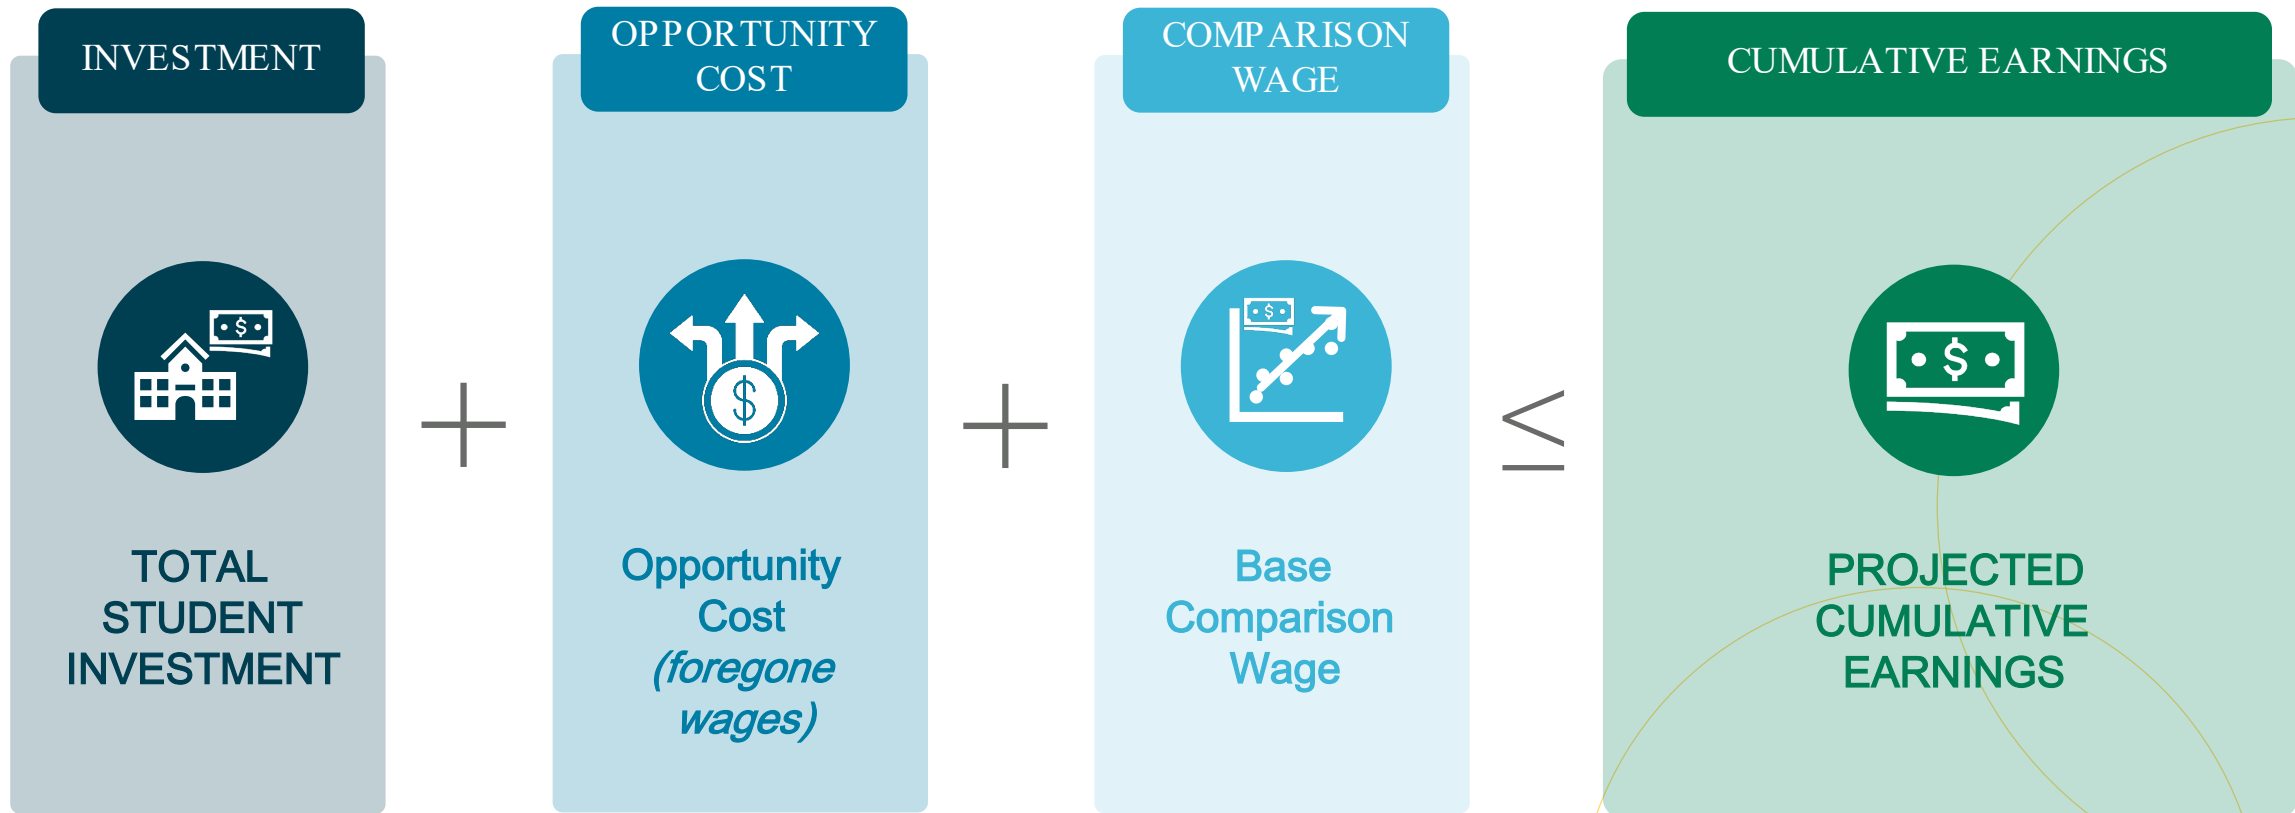 INVESTMENT
TOTAL
STUDENT
INVESTMENT
+
OPPORTUNITY
COST
Opportunity
Cost
(foregone
wages)
+
COMPARISON
WAGE
Base
Comparison
Wage
≤
CUMULATIVE EARNINGS
PROJECTED
CUMULATIVE
EARNINGS